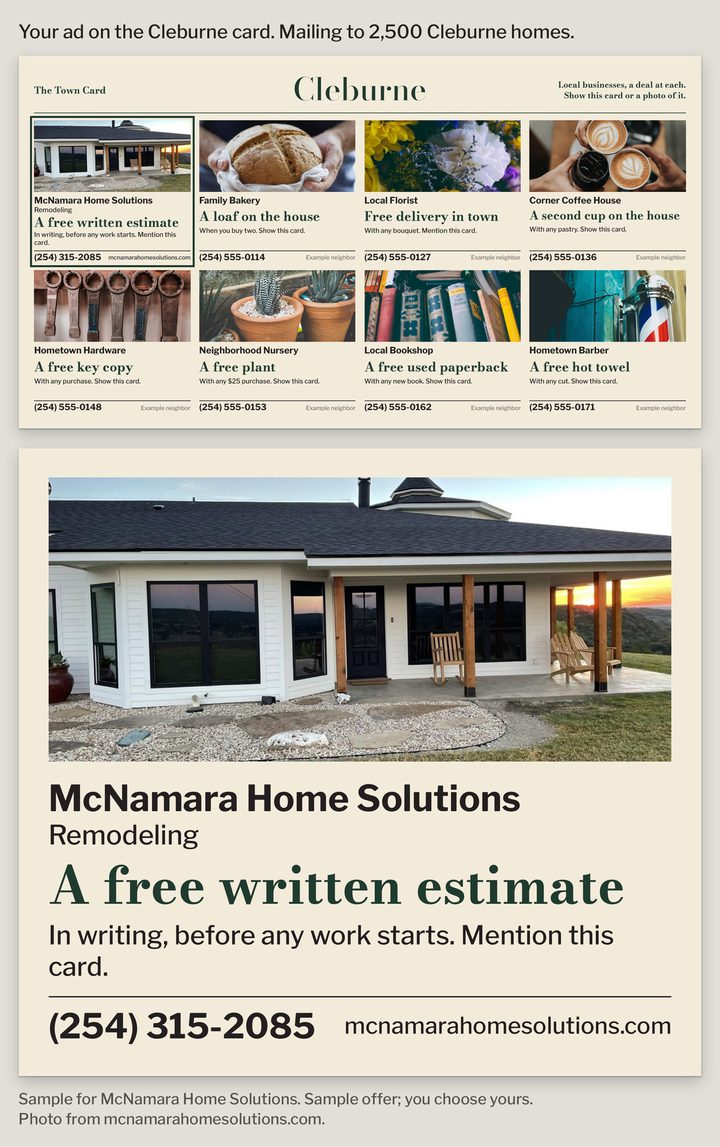 Your ad on the Cleburne card. Mailing to 2,500 Cleburne homes.
The Town Card
Cleburne
Local businesses, a deal at each.
Show this card or a photo of it.
McNamara Home Solutions
Remodeling
A free written estimate
In writing, before any work starts. Mention this
card.
(254) 315-2085 mcnamarahomesolutions.com
Family Bakery
A loaf on the house
When you buy two. Show this card.
(254) 555-0114 Example neighbor
Local Florist
Free delivery in town
With any bouquet. Mention this card.
(254) 555-0127 Example neighbor
Corner Coffee House
A second cup on the house
With any pastry. Show this card.
(254) 555-0136 Example neighbor
Hometown Hardware
A free key copy
With any purchase. Show this card.
(254) 555-0148 Example neighbor
Neighborhood Nursery
A free plant
With any $25 purchase. Show this card.
(254) 555-0153 Example neighbor
Local Bookshop
A free used paperback
With any new book. Show this card.
(254) 555-0162 Example neighbor
Hometown Barber
A free hot towel
With any cut. Show this card.
(254) 555-0171 Example neighbor
McNamara Home Solutions
Remodeling
A free written estimate
In writing, before any work starts. Mention this
card.
(254) 315-2085 mcnamarahomesolutions.com
Sample for McNamara Home Solutions. Sample offer; you choose yours.
Photo from mcnamarahomesolutions.com.